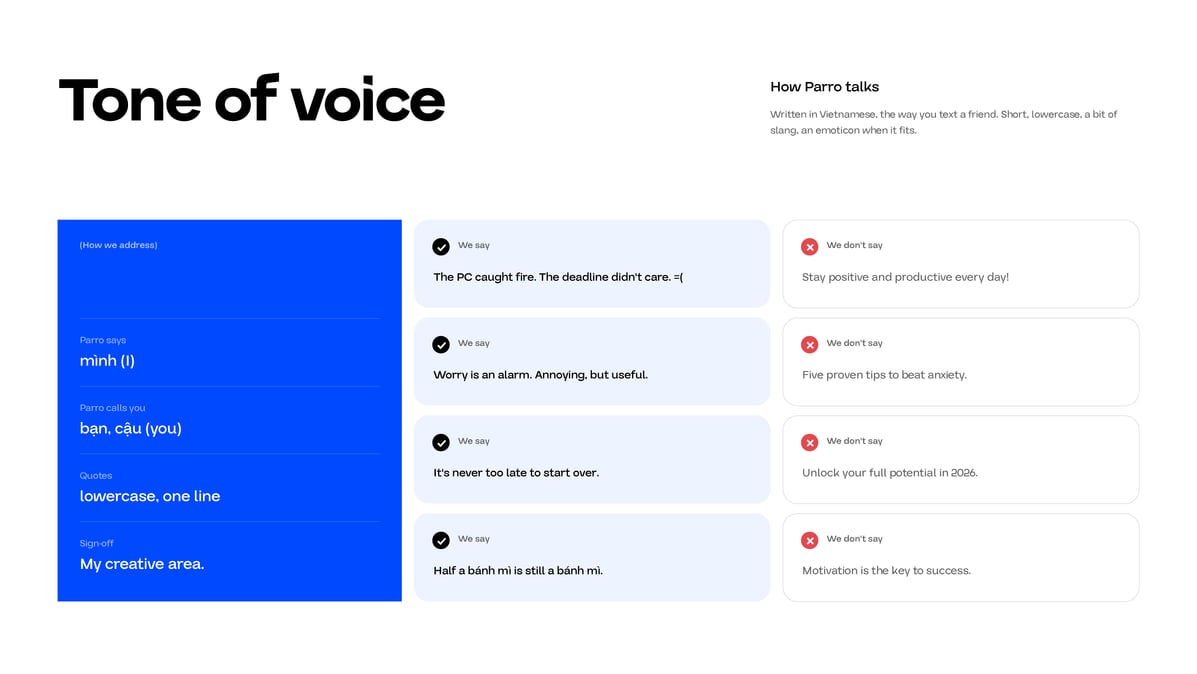 Tone of voice
How Parro talks
Written in Vietnamese, the way you text a friend. Short, lowercase, a bit of
slang, an emoticon when it fits.
(How we address)
Parro says
mình (I)
Parro calls you
bạn, cậu (you)
Quotes
lowercase, one line
Sign-off
My creative area.
We say
The PC caught fire. The deadline didn't care. =(
We don't say
Stay positive and productive every day!
We say
Worry is an alarm. Annoying, but useful.
We don't say
Five proven tips to beat anxiety.
We say
It's never too late to start over.
We don't say
Unlock your full potential in 2026.
We say
Half a bánh mì is still a bánh mì.
We don't say
Motivation is the key to success.